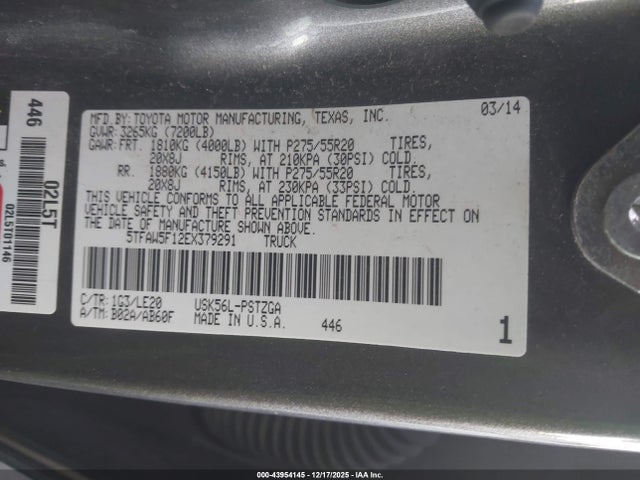 MFD.BY:TOYOTA MOTOR MANUFACTURING, TEXAS, INC. 03/14
GVWR: 3265KG (7200LB)
GAWR:FRT. 1810KG (4000LB) WITH P275/55R20 TIRES,
20X8J RIMS, AT 210KPA (30PSI) COLD.
RR. 1880KG (4150LB) WITH P275/55R20 TIRES,
20X8J RIMS, AT 230KPA (33PSI) COLD.
THIS VEHICLE CONFORMS TO ALL APPLICABLE FEDERAL MOTOR
VEHICLE SAFETY AND THEFT PREVENTION STANDARDS IN EFFECT ON
THE DATE OF MANUFACTURE SHOWN ABOVE.
5TFAW5F12EX379291 TRUCK
C/TR:1G3/LE20 USK56L-PSTZGA
A/TM:B02A/AB60F MADE IN U.S.A. 446
1
446
02L5T
02L5T01146
000-43954145 - 12/17/2025 - IAA Inc.